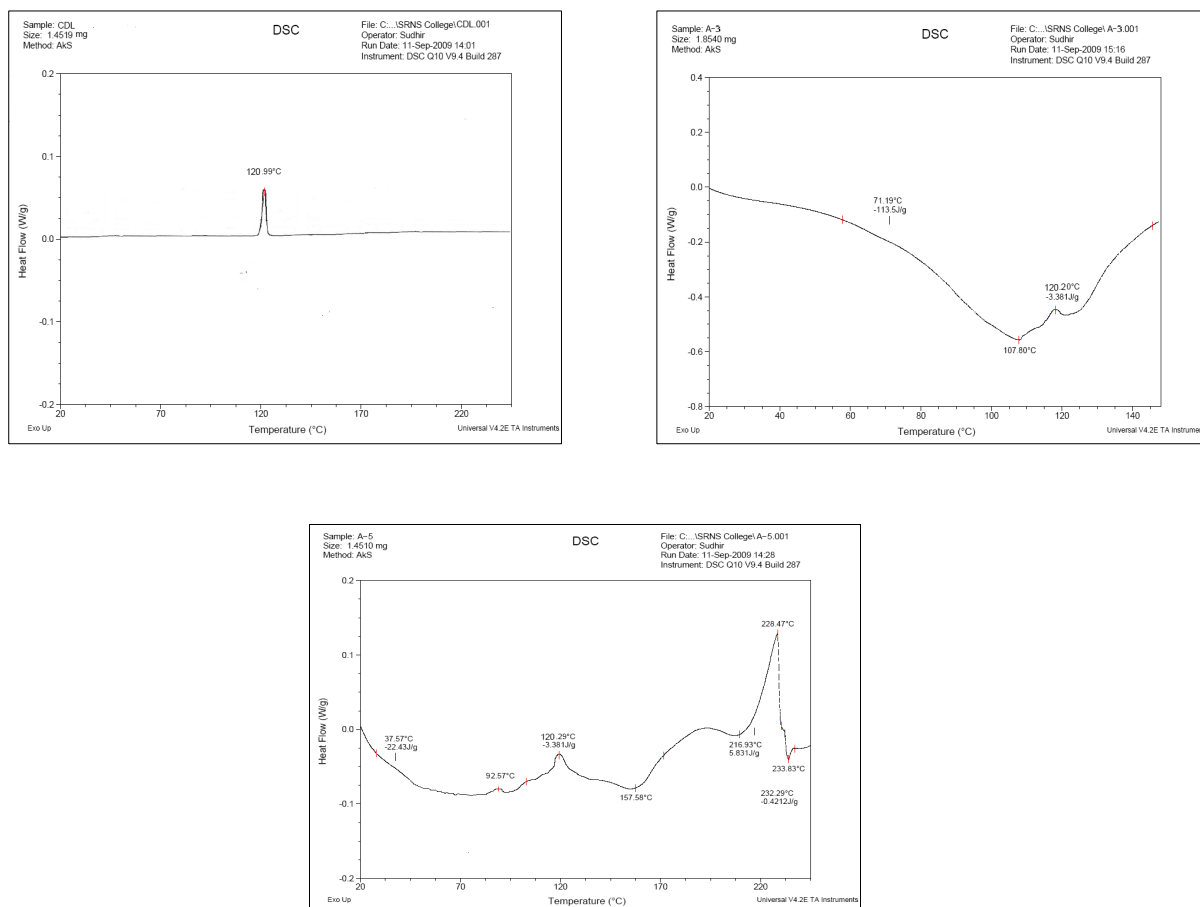 Sample: CDL
Size: 1.4519 mg
Method: AkS
DSC
File: C:...\SRNS College\CDL.001
Operator: Sudhir
Run Date: 11-Sep-2009 14:01
Instrument: DSC Q10 V9.4 Build 287
0.2
0.1
0.0
-0.1
-0.2
Heat Flow (W/g)
120.99°C
20
70
120
170
220
Exo Up
Temperature (°C)
Universal V4.2E TA Instruments
Sample: A-3
Size: 1.8540 mg
Method: AkS
DSC
File: C:...\SRNS College\ A-3.001
Operator: Sudhir
Run Date: 11-Sep-2009 15:16
Instrument: DSC Q10 V9.4 Build 287
0.4
0.2
0.0
-0.2
-0.4
-0.6
-0.8
Heat Flow (W/g)
71.19°C
-113.5J/g
120.20°C
-3.381J/g
107.80°C
20
40
60
80
100
120
140
Exo Up
Temperature (°C)
Universal V4.2E TA Instrumen
Sample: A-5
Size: 1.4510 mg
Method: AkS
DSC
File: C:...\SRNS College\ A-5.001
Operator: Sudhir
Run Date: 11-Sep-2009 14:28
Instrument: DSC Q10 V9.4 Build 287
0.2
0.1
0.0
-0.1
-0.2
Heat Flow (W/g)
37.57°C
-22.43J/g
92.57°C
120.29°C
-3.381J/g
157.58°C
228.47°C
216.93°C
5.831J/g
233.83°C
232.29°C
-0.4212J/g
20
70
120
170
220
Exo Up
Temperature (°C)
Universal V4.2E TA Instruments